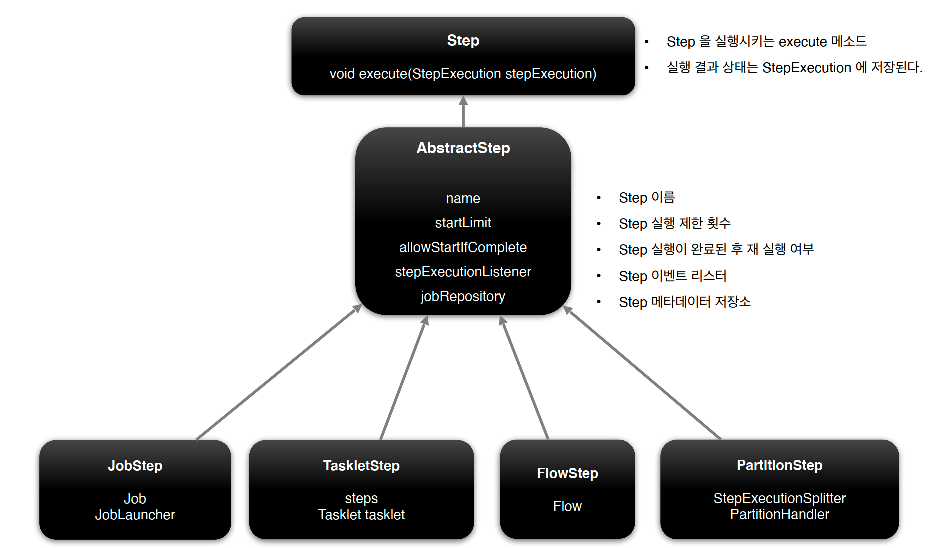 Step
void execute(StepExecution stepExecution)
• Step 을 실행시키는 execute 메소드
• 실행 결과 상태는 StepExecution 에 저장된다.
AbstractStep
name
startLimit
allowStartIfComplete
stepExecutionListener
jobRepository
• Step 이름
• Step 실행 제한 횟수
• Step 실행이 완료된 후 재 실행 여부
• Step 이벤트 리스터
• Step 메타데이터 저장소
JobStep
Job
JobLauncher
TaskletStep
steps
Tasklet tasklet
FlowStep
Flow
PartitionStep
StepExecutionSplitter
PartitionHandler